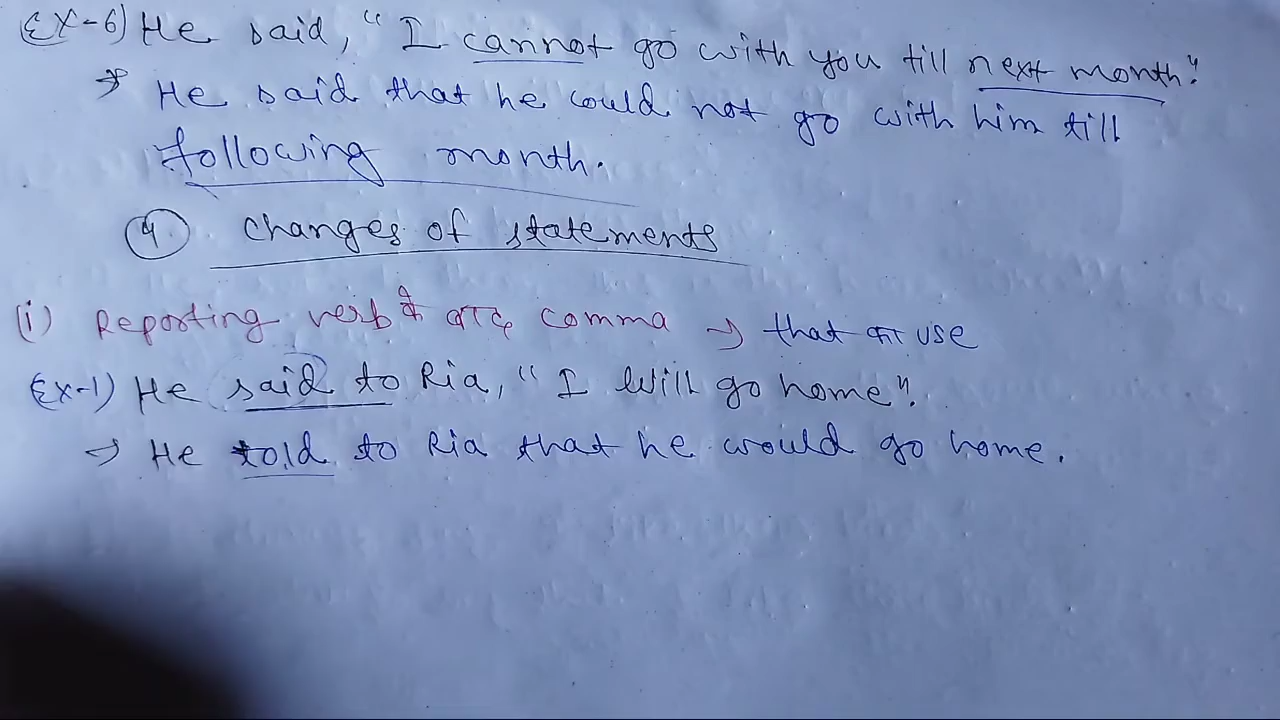 Ex-6) He said, "I cannot go with you till next month".
* He said that he could not go with him till
following month.
4. Changes of statements
(i) Reporting verb के बाद comma → that का use
Ex-1) He said to Ria, "I will go home".
→ He told to Ria that he would go home.